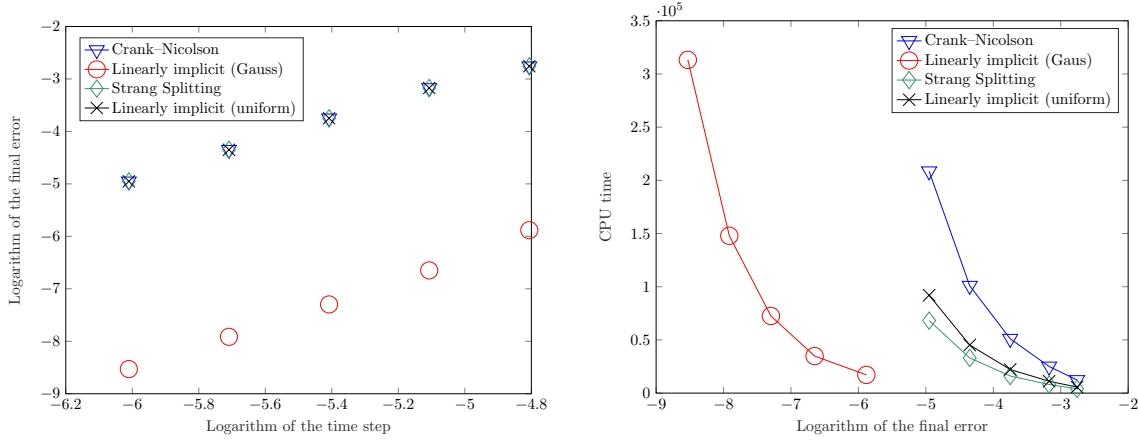 −2
−3
−4
−5
−6
−7
−8
−9
−6.2 −6 −5.8 −5.6 −5.4 −5.2 −5 −4.8
Logarithm of the time step
Logarithm of the final error
Crank–Nicolson
Linearly implicit (Gauss)
Strang Splitting
Linearly implicit (uniform)
·10⁵
3.5
3
2.5
2
1.5
1
0.5
0
−9 −8 −7 −6 −5 −4 −3 −2
Logarithm of the final error
CPU time
Crank–Nicolson
Linearly implicit (Gaus)
Strang Splitting
Linearly implicit (uniform)